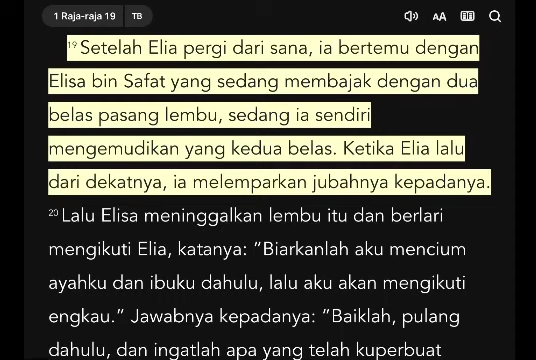 1 Raja-raja 19 TB AA
19 Setelah Elia pergi dari sana, ia bertemu dengan
Elisa bin Safat yang sedang membajak dengan dua
belas pasang lembu, sedang ia sendiri
mengemudikan yang kedua belas. Ketika Elia lalu
dari dekatnya, ia melemparkan jubahnya kepadanya.
20 Lalu Elisa meninggalkan lembu itu dan berlari
mengikuti Elia, katanya: “Biarkanlah aku mencium
ayahku dan ibuku dahulu, lalu aku akan mengikuti
engkau.” Jawabnya kepadanya: “Baiklah, pulang
dahulu, dan ingatlah apa yang telah kuperbuat